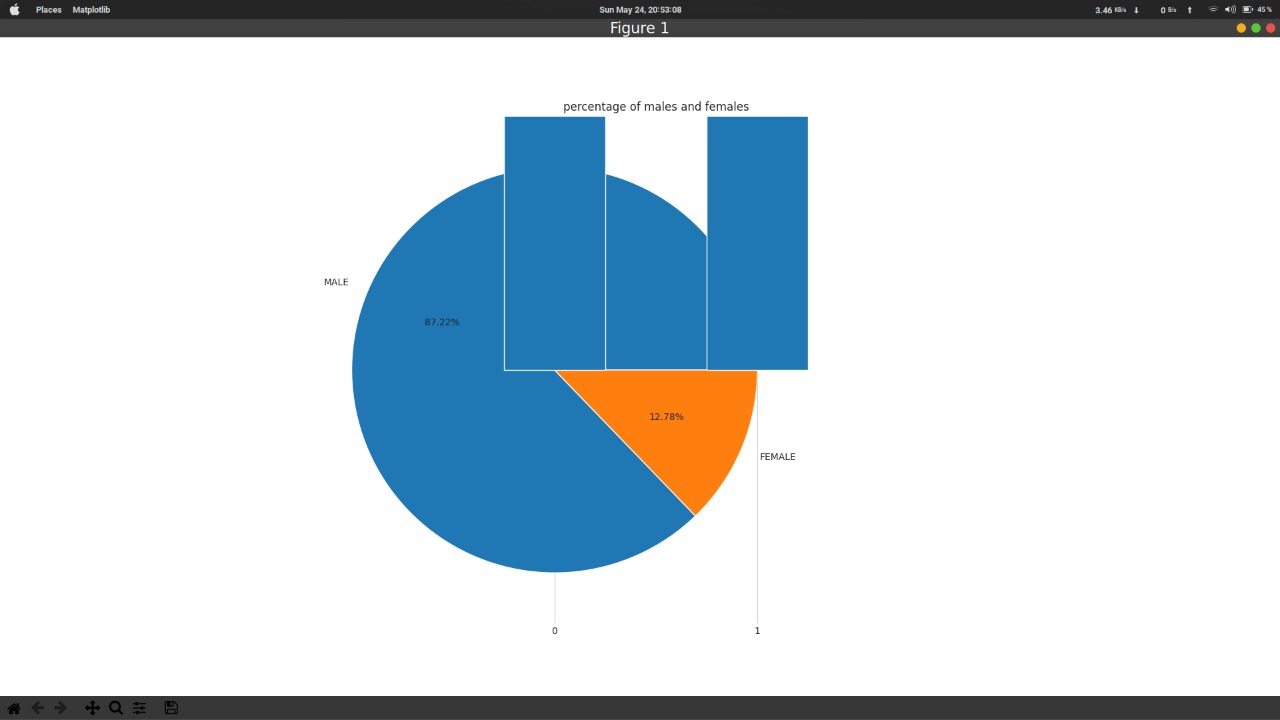 Places Matplotlib Sun May 24, 20:53:08 3.46 KB/s ⬇ 0 B/s ⬆ 45 %
Figure 1
percentage of males and females
MALE
87.22%
12.78%
FEMALE
0 1